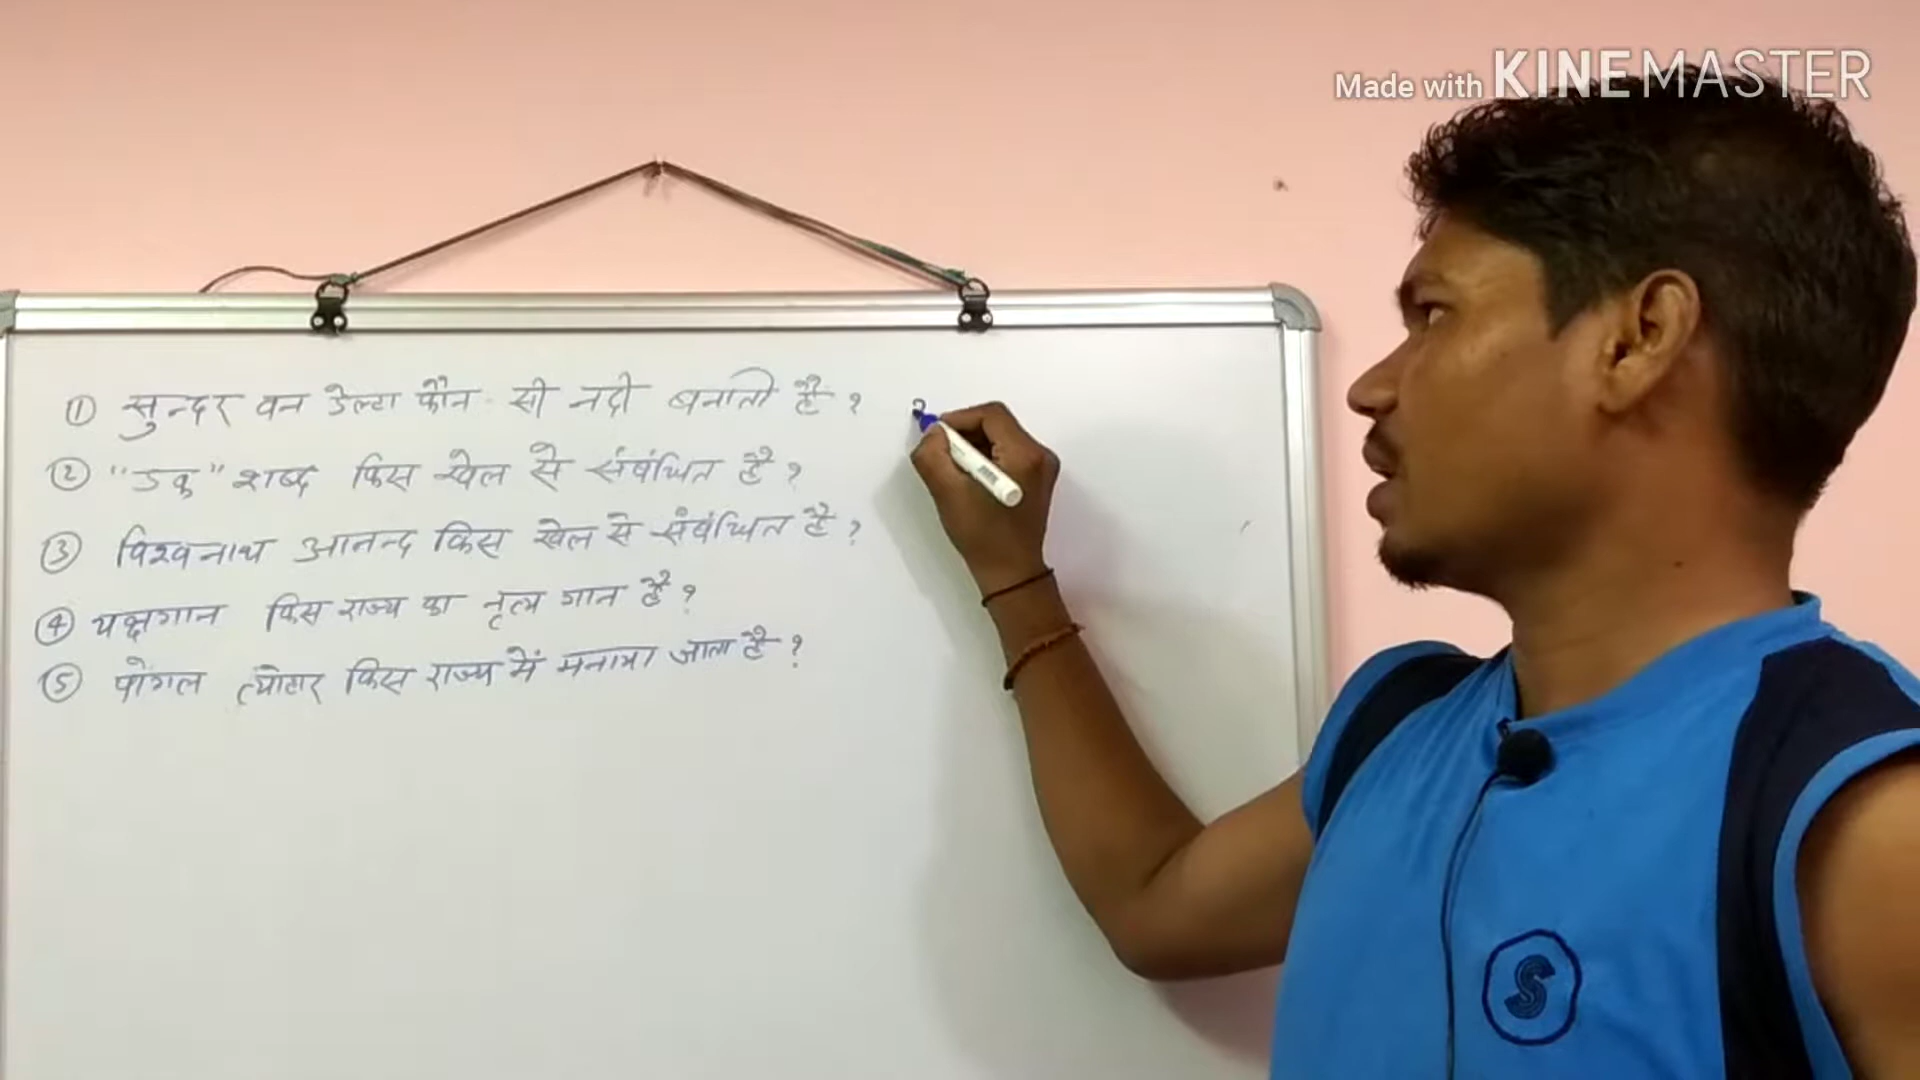 Made with KINEMASTER
① सुन्दर वन डेल्टा कौन सी नदी बनाती है ?
② "डक" शब्द किस खेल से संबंधित है ?
③ विश्वनाथ आनन्द किस खेल से संबंधित है ?
④ यक्षगान किस राज्य का नृत्य गान है ?
⑤ पोंगल त्योहार किस राज्य में मनाया जाता है ?
S